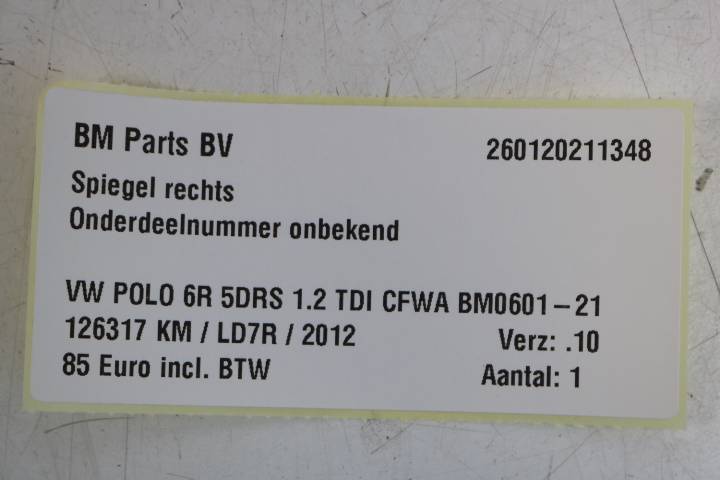 BM Parts BV 260120211348
Spiegel rechts
Onderdeelnummer onbekend
VW POLO 6R 5DRS 1.2 TDI CFWA BM0601-21
126317 KM / LD7R / 2012 Verz: .10
85 Euro incl. BTW Aantal: 1